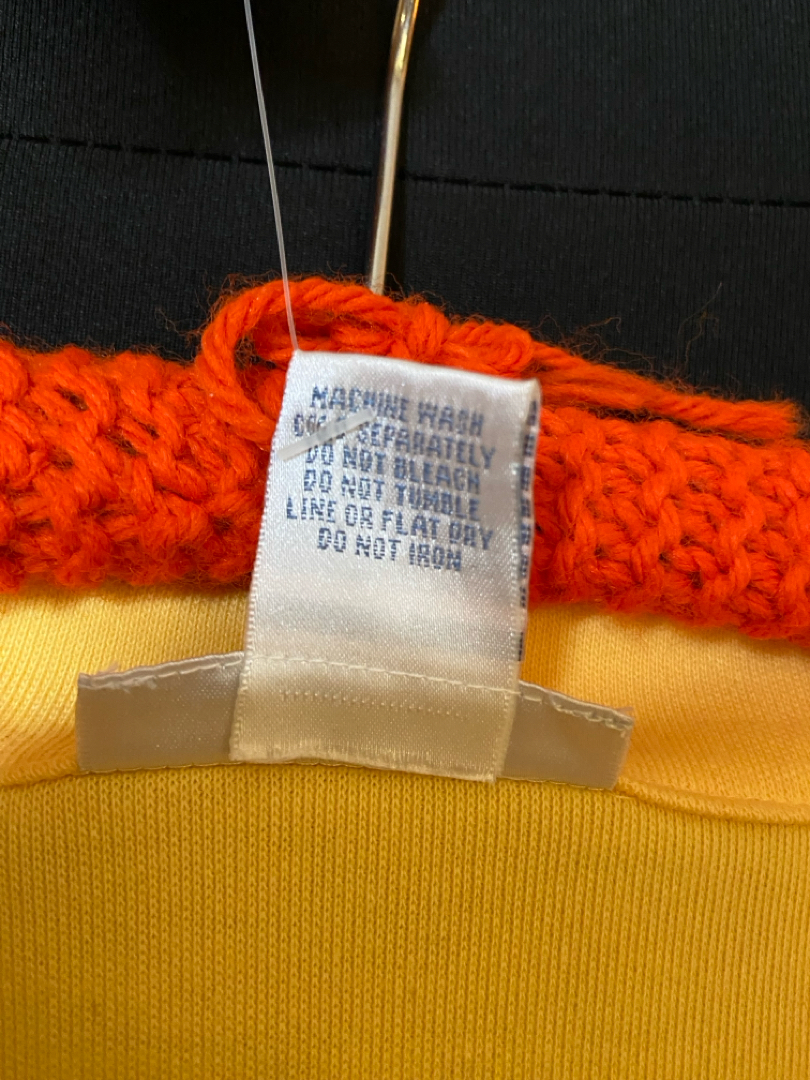 MACHINE WASH
SEPARATELY
DO NOT BLEACH
DO NOT TUMBLE
LINE OR FLAT DRY
DO NOT IRON